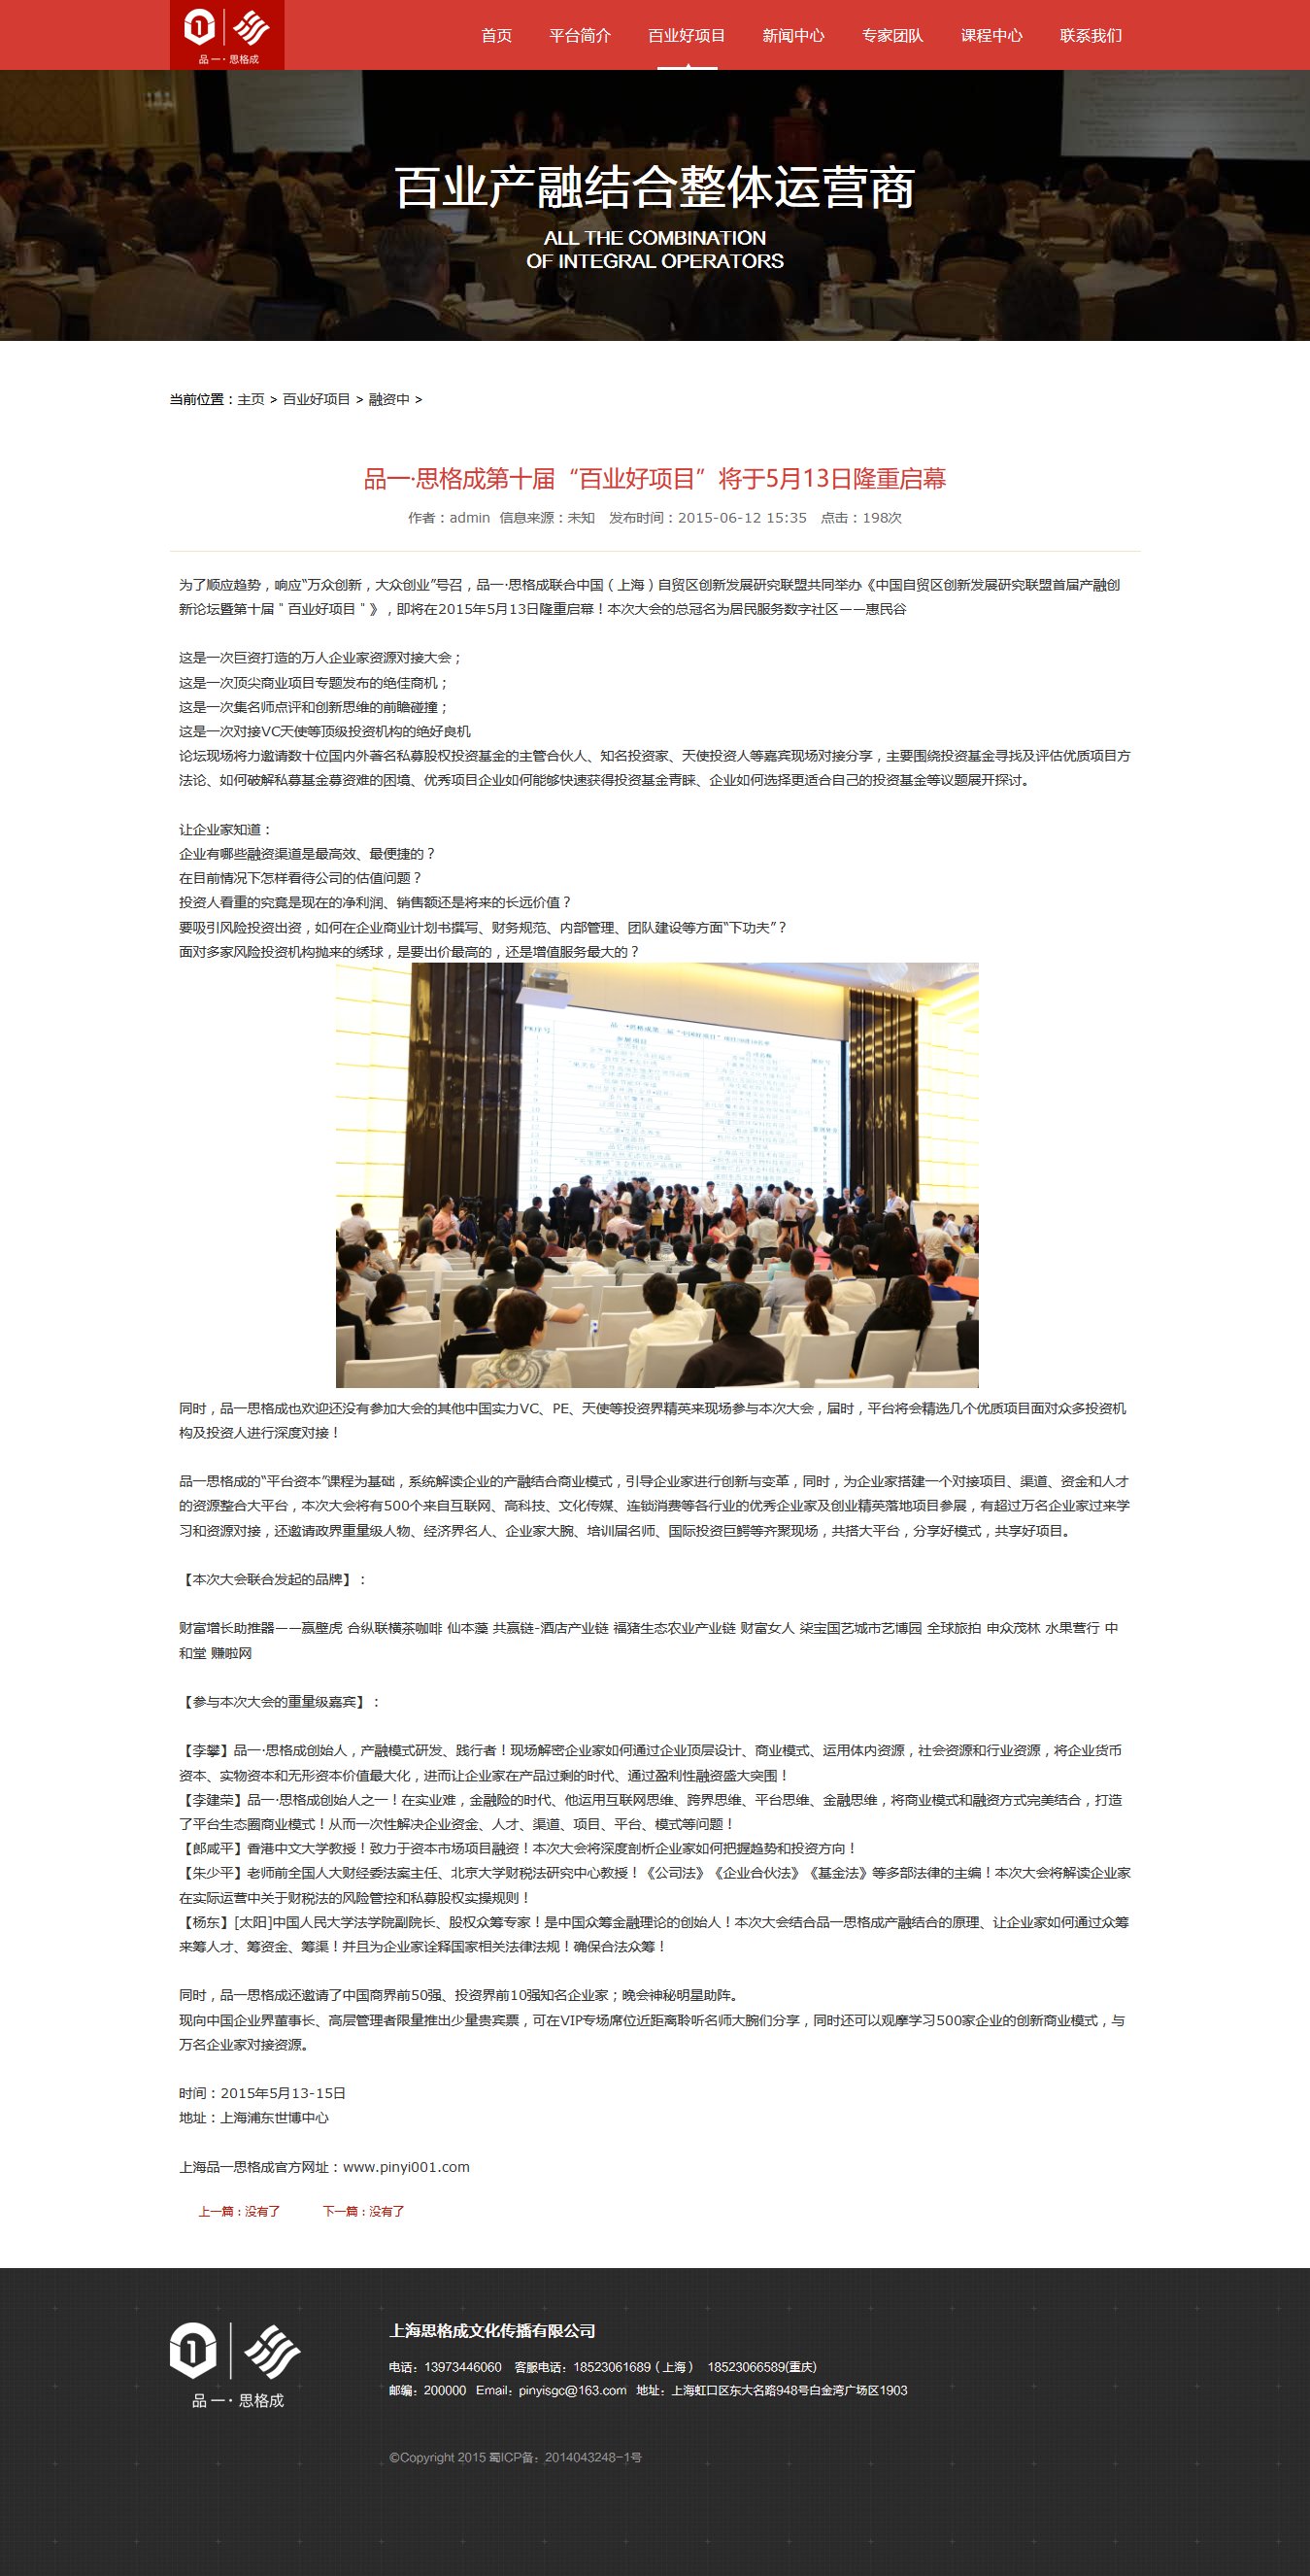 品一·思格成
首页 平台简介 百业好项目 新闻中心 专家团队 课程中心 联系我们
百业产融结合整体运营商
ALL THE COMBINATION
OF INTEGRAL OPERATORS
当前位置：主页 > 百业好项目 > 融资中 >
品一·思格成第十届“百业好项目”将于5月13日隆重启幕
作者：admin 信息来源：未知 发布时间：2015-06-12 15:35 点击：198次
为了顺应趋势，响应“万众创新，大众创业”号召，品一·思格成联合中国（上海）自贸区创新发展研究联盟共同举办《中国自贸区创新发展研究联盟首届产融创
新论坛暨第十届＂百业好项目＂》，即将在2015年5月13日隆重启幕！本次大会的总冠名为居民服务数字社区——惠民谷
这是一次巨资打造的万人企业家资源对接大会；
这是一次顶尖商业项目专题发布的绝佳商机；
这是一次集名师点评和创新思维的前瞻碰撞；
这是一次对接VC天使等顶级投资机构的绝好良机
论坛现场将力邀请数十位国内外著名私募股权投资基金的主管合伙人、知名投资家、天使投资人等嘉宾现场对接分享，主要围绕投资基金寻找及评估优质项目方
法论、如何破解私募基金募资难的困境、优秀项目企业如何能够快速获得投资基金青睐、企业如何选择更适合自己的投资基金等议题展开探讨。
让企业家知道：
企业有哪些融资渠道是最高效、最便捷的？
在目前情况下怎样看待公司的估值问题？
投资人看重的究竟是现在的净利润、销售额还是将来的长远价值？
要吸引风险投资出资，如何在企业商业计划书撰写、财务规范、内部管理、团队建设等方面“下功夫”？
面对多家风险投资机构抛来的绣球，是要出价最高的，还是增值服务最大的？
同时，品一思格成也欢迎还没有参加大会的其他中国实力VC、PE、天使等投资界精英来现场参与本次大会，届时，平台将会精选几个优质项目面对众多投资机
构及投资人进行深度对接！
品一思格成的“平台资本”课程为基础，系统解读企业的产融结合商业模式，引导企业家进行创新与变革，同时，为企业家搭建一个对接项目、渠道、资金和人才
的资源整合大平台，本次大会将有500个来自互联网、高科技、文化传媒、连锁消费等各行业的优秀企业家及创业精英落地项目参展，有超过万名企业家过来学
习和资源对接，还邀请政界重量级人物、经济界名人、企业家大腕、培训届名师、国际投资巨鳄等齐聚现场，共搭大平台，分享好模式，共享好项目。
【本次大会联合发起的品牌】：
财富增长助推器——赢壁虎 合纵联横茶咖啡 仙本藻 共赢链-酒店产业链 福猪生态农业产业链 财富女人 柒宝国艺城市艺博园 全球旅拍 申众茂林 水果营行 中
和堂 赚啦网
【参与本次大会的重量级嘉宾】：
【李攀】品一·思格成创始人，产融模式研发、践行者！现场解密企业家如何通过企业顶层设计、商业模式、运用体内资源，社会资源和行业资源，将企业货币
资本、实物资本和无形资本价值最大化，进而让企业家在产品过剩的时代、通过盈利性融资盛大突围！
【李建荣】品一·思格成创始人之一！在实业难，金融险的时代、他运用互联网思维、跨界思维、平台思维、金融思维，将商业模式和融资方式完美结合，打造
了平台生态圈商业模式！从而一次性解决企业资金、人才、渠道、项目、平台、模式等问题！
【郎咸平】香港中文大学教授！致力于资本市场项目融资！本次大会将深度剖析企业家如何把握趋势和投资方向！
【朱少平】老师前全国人大财经委法案主任、北京大学财税法研究中心教授！《公司法》《企业合伙法》《基金法》等多部法律的主编！本次大会将解读企业家
在实际运营中关于财税法的风险管控和私募股权实操规则！
【杨东】[太阳]中国人民大学法学院副院长、股权众筹专家！是中国众筹金融理论的创始人！本次大会结合品一思格成产融结合的原理、让企业家如何通过众筹
来筹人才、筹资金、筹渠！并且为企业家诠释国家相关法律法规！确保合法众筹！
同时，品一思格成还邀请了中国商界前50强、投资界前10强知名企业家；晚会神秘明星助阵。
现向中国企业界董事长、高层管理者限量推出少量贵宾票，可在VIP专场席位近距离聆听名师大腕们分享，同时还可以观摩学习500家企业的创新商业模式，与
万名企业家对接资源。
时间：2015年5月13-15日
地址：上海浦东世博中心
上海品一思格成官方网址：www.pinyi001.com
上一篇：没有了 下一篇：没有了
品一·思格成
上海思格成文化传播有限公司
电话：13973446060 客服电话：18523061689（上海） 18523066589(重庆)
邮编：200000 Email：pinyisgc@163.com 地址：上海虹口区东大名路948号白金湾广场区1903
©Copyright 2015 蜀ICP备：2014043248-1号